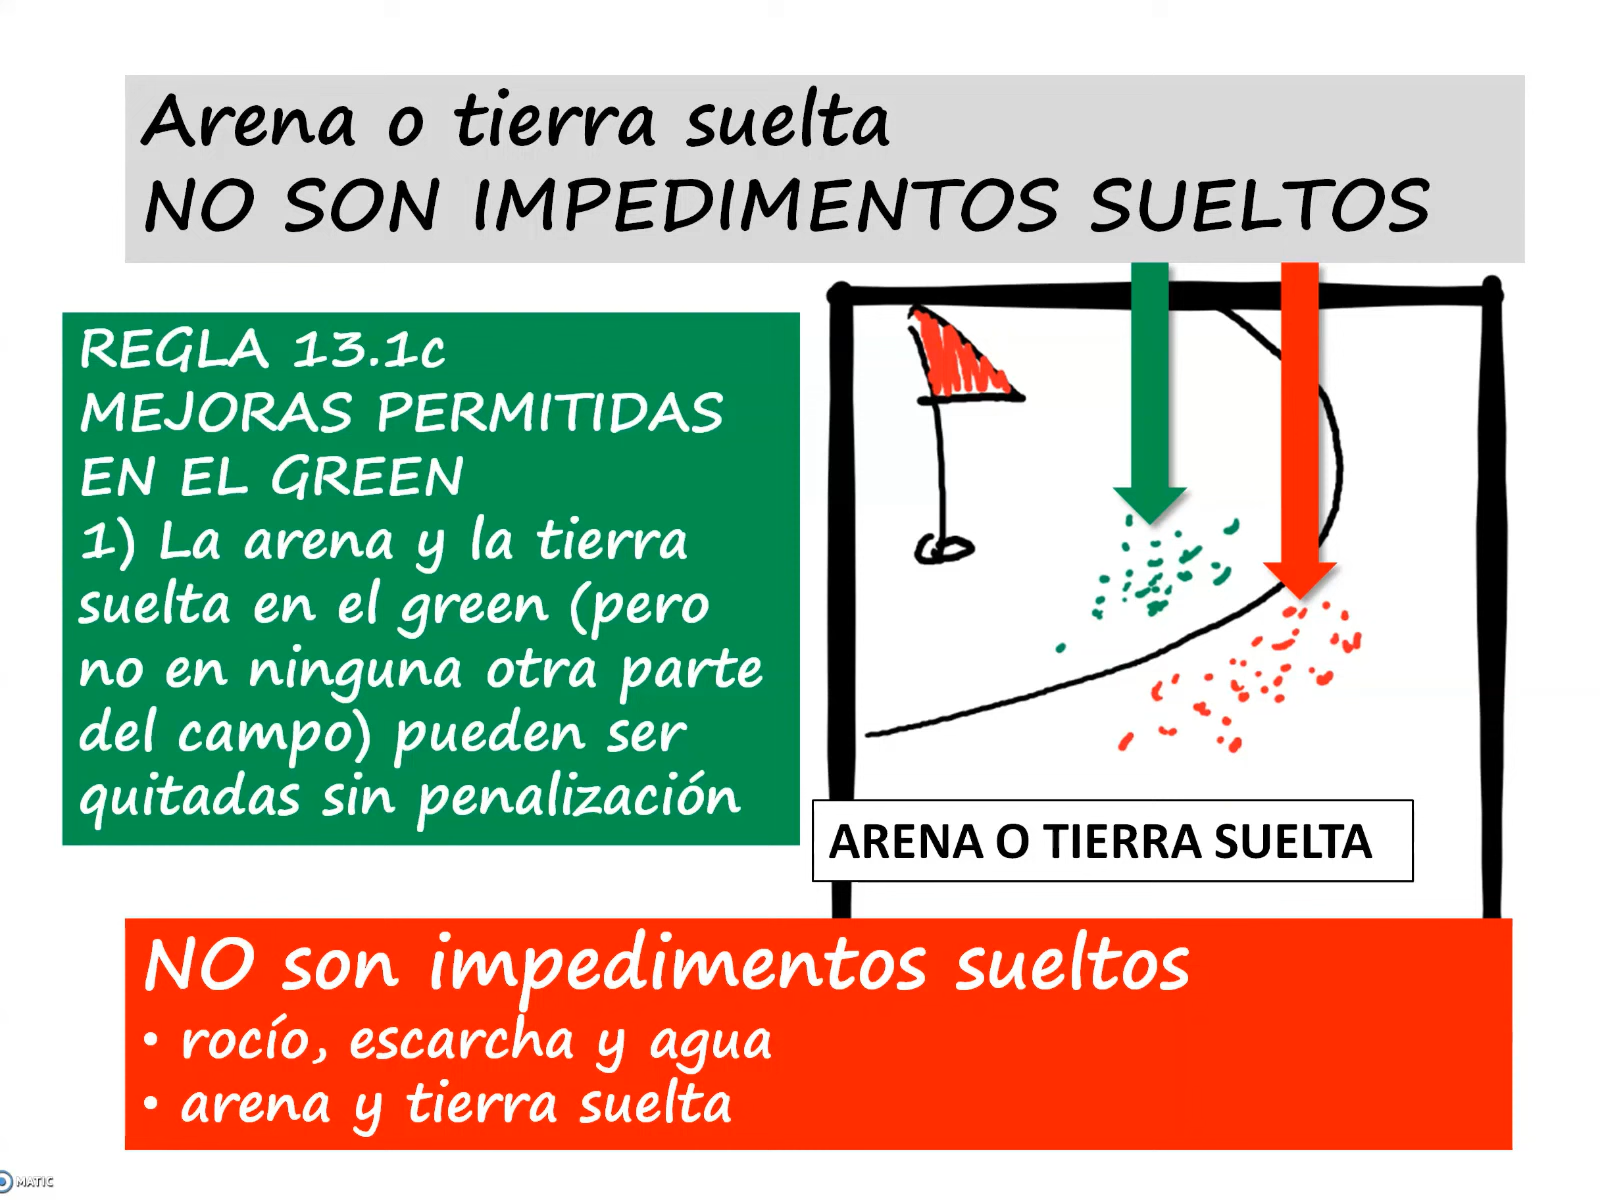 Arena o tierra suelta
NO SON IMPEDIMENTOS SUELTOS
REGLA 13.1c
MEJORAS PERMITIDAS
EN EL GREEN
1) La arena y la tierra
suelta en el green (pero
no en ninguna otra parte
del campo) pueden ser
quitadas sin penalización
ARENA O TIERRA SUELTA
NO son impedimentos sueltos
• rocío, escarcha y agua
• arena y tierra suelta
MATIC